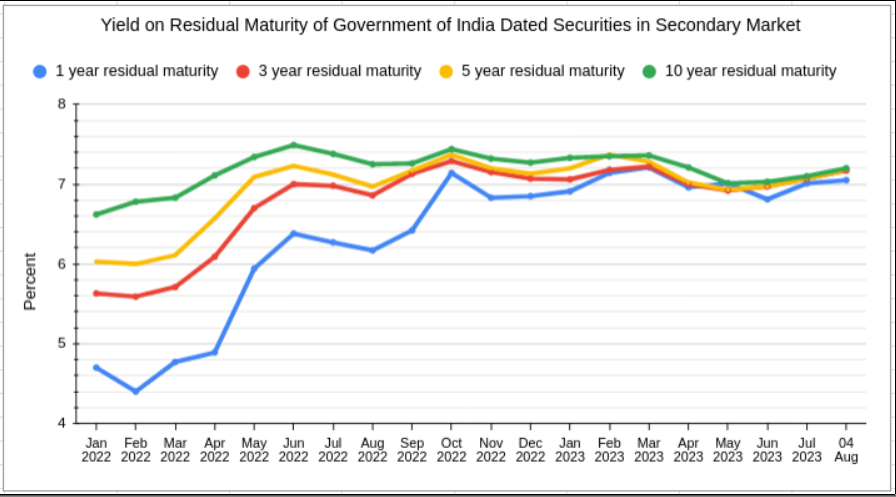 Yield on Residual Maturity of Government of India Dated Securities in Secondary Market
1 year residual maturity 3 year residual maturity 5 year residual maturity 10 year residual maturity
8
7
6
5
4
Percent
Jan Feb Mar Apr May Jun Jul Aug Sep Oct Nov Dec Jan Feb Mar Apr May Jun Jul 04
2022 2022 2022 2022 2022 2022 2022 2022 2022 2022 2022 2022 2023 2023 2023 2023 2023 2023 2023 Aug